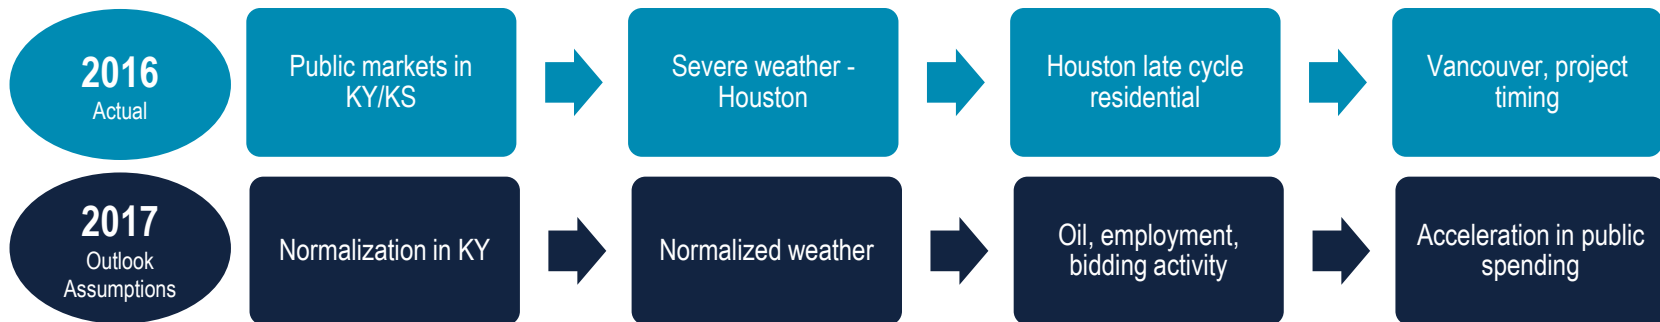 2016
Actual
Public markets in
KY/KS
Severe weather -
Houston
Houston late cycle
residential
Vancouver, project
timing
2017
Outlook
Assumptions
Normalization in KY
Normalized weather
Oil, employment,
bidding activity
Acceleration in public
spending